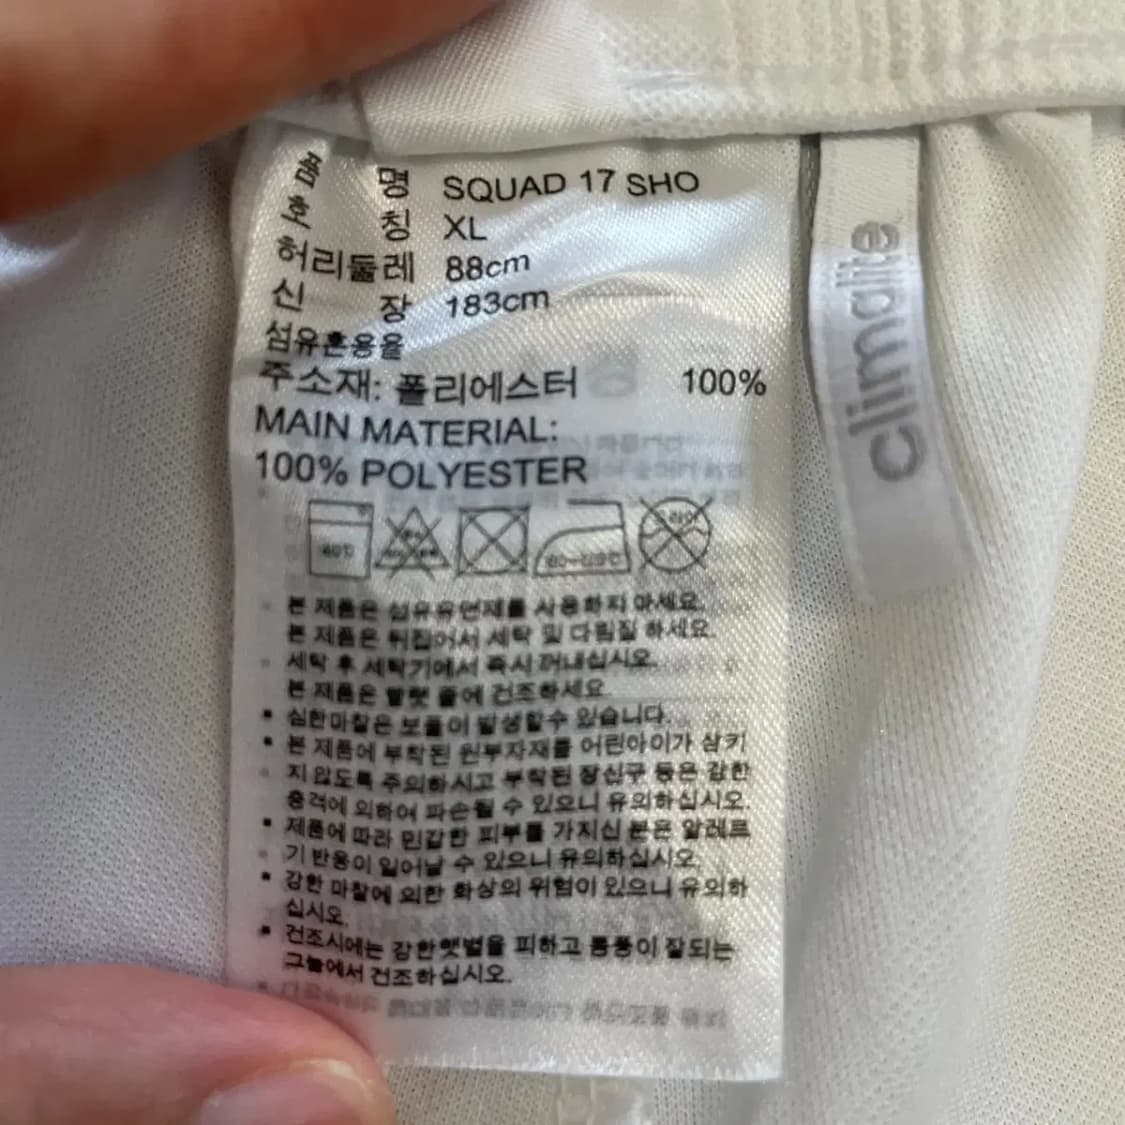 품 명 SQUAD 17 SHO
호 칭 XL
허리둘레 88cm
신 장 183cm
섬유혼용율
주소재: 폴리에스터 100%
MAIN MATERIAL:
100% POLYESTER
본 제품은 섬유유연제를 사용하지 마세요.
본 제품은 뒤집어서 세탁 및 다림질 하세요.
세탁 후 세탁기에서 즉시 꺼내십시오.
본 제품은 빨랫 줄에 건조하세요.
심한마찰은 보풀이 발생할수 있습니다.
본 제품에 부착된 원부자재를 어린아이가 삼키
지 않도록 주의하시고 부착된 장신구 등은 강한
충격에 의하여 파손될 수 있으니 유의하십시오.
제품에 따라 민감한 피부를 가지신 분은 알레르
기 반응이 일어날 수 있으니 유의하십시오.
강한 마찰에 의한 화상의 위험이 있으니 유의하
십시오.
건조시에는 강한햇볕을 피하고 통풍이 잘되는
그늘에서 건조하십시오.
climalite